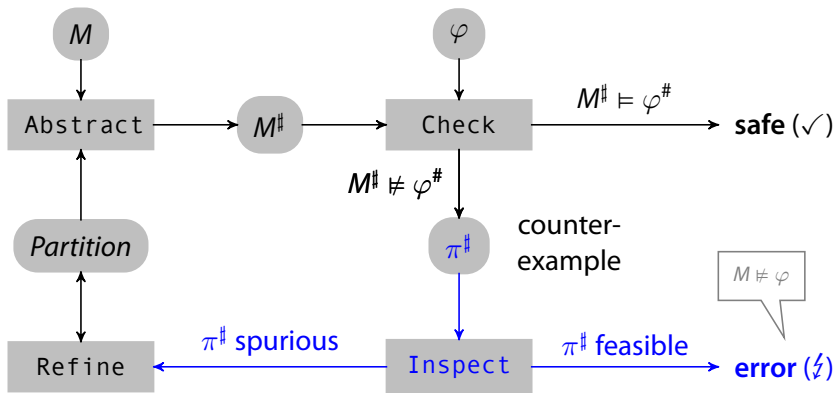 M
φ
Abstract
M♯
Check
M♯ ⊨ φ#
safe (✓)
M♯ ⊭ φ#
Partition
π♯
counter-
example
M ⊭ φ
Refine
π♯ spurious
Inspect
π♯ feasible
error (↯)